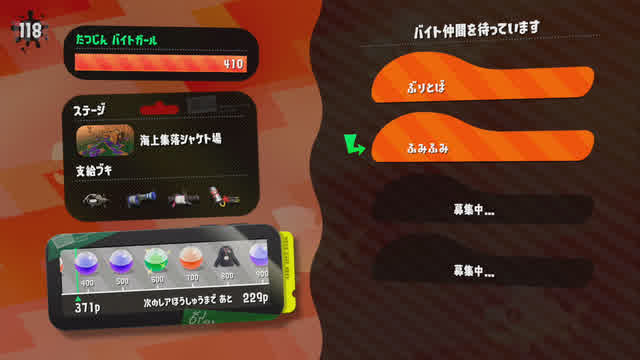 118
たつじん バイトガール
410
ステージ
海上集落シャケト場
支給ブキ
400 500 600 700 800 900
371p 次のレアほうしゅうまで あと 229p
バイト仲間を待っています
ぶりとぼ
ふみふみ
募集中...
募集中...